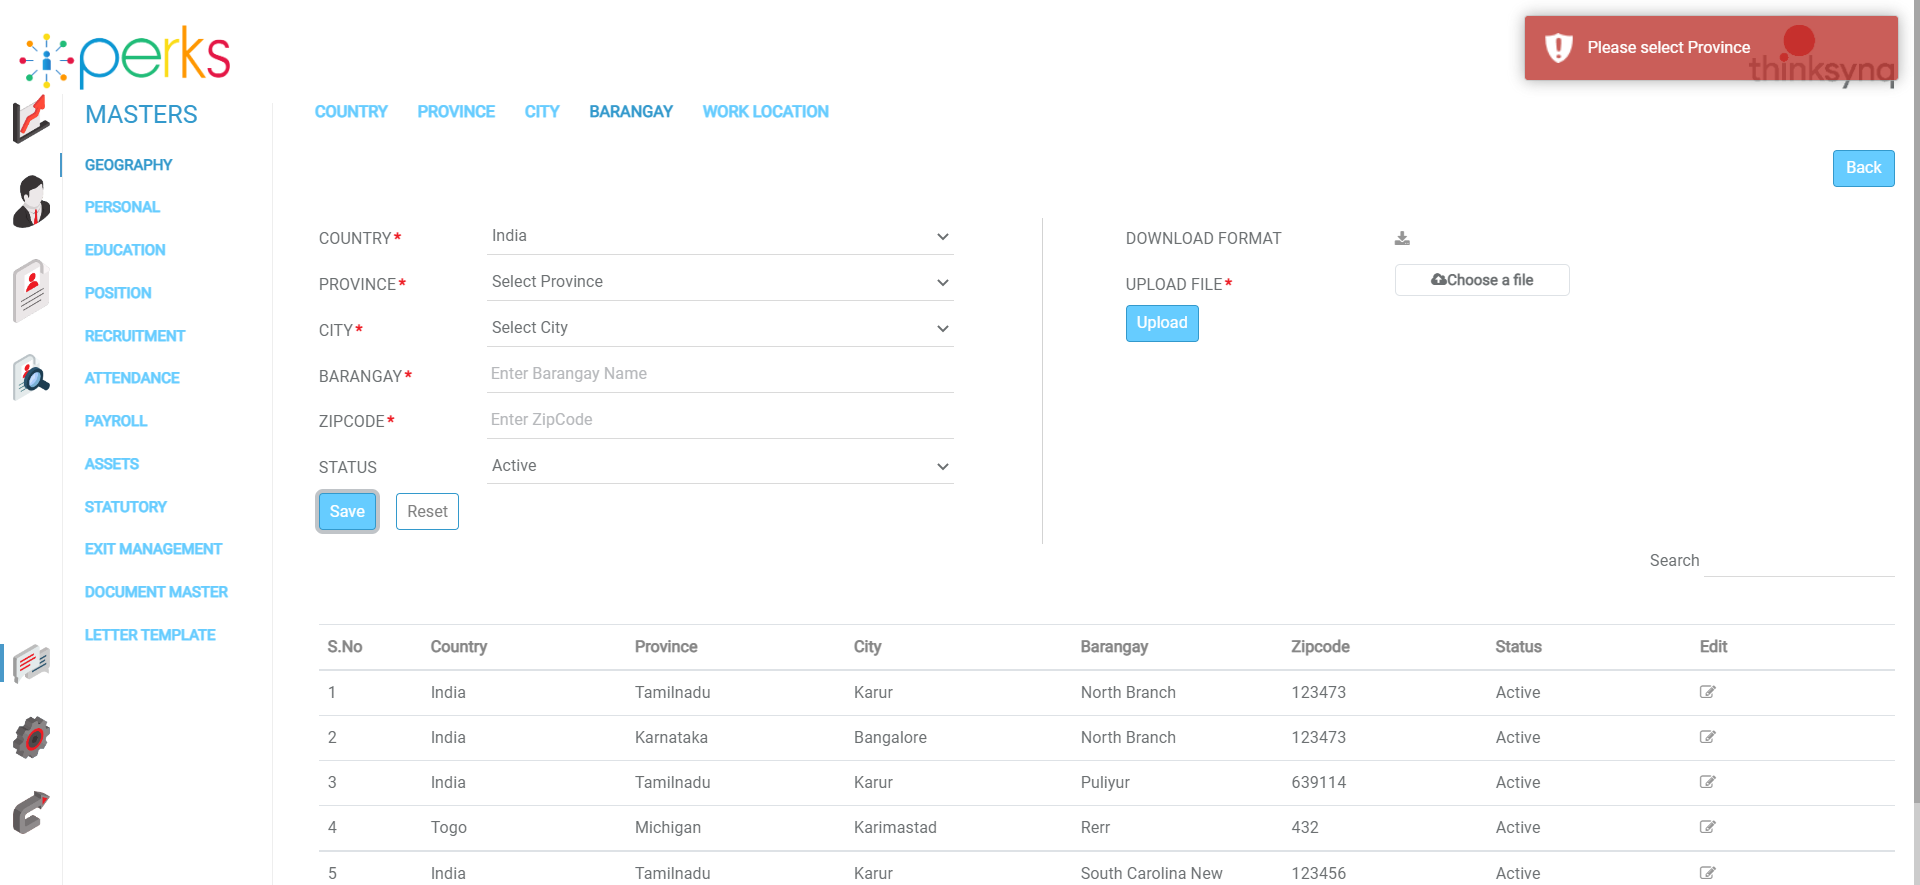 perks
Please select Province
thinksynq
MASTERS
COUNTRY PROVINCE CITY BARANGAY WORK LOCATION
Back
GEOGRAPHY
PERSONAL
EDUCATION
POSITION
RECRUITMENT
ATTENDANCE
PAYROLL
ASSETS
STATUTORY
EXIT MANAGEMENT
DOCUMENT MASTER
LETTER TEMPLATE
COUNTRY* India
PROVINCE* Select Province
CITY* Select City
BARANGAY* Enter Barangay Name
ZIPCODE* Enter ZipCode
STATUS Active
Save Reset
DOWNLOAD FORMAT
UPLOAD FILE* Choose a file
Upload
Search
S.No Country Province City Barangay Zipcode Status Edit
1 India Tamilnadu Karur North Branch 123473 Active
2 India Karnataka Bangalore North Branch 123473 Active
3 India Tamilnadu Karur Puliyur 639114 Active
4 Togo Michigan Karimastad Rerr 432 Active
5 India Tamilnadu Karur South Carolina New 123456 Active